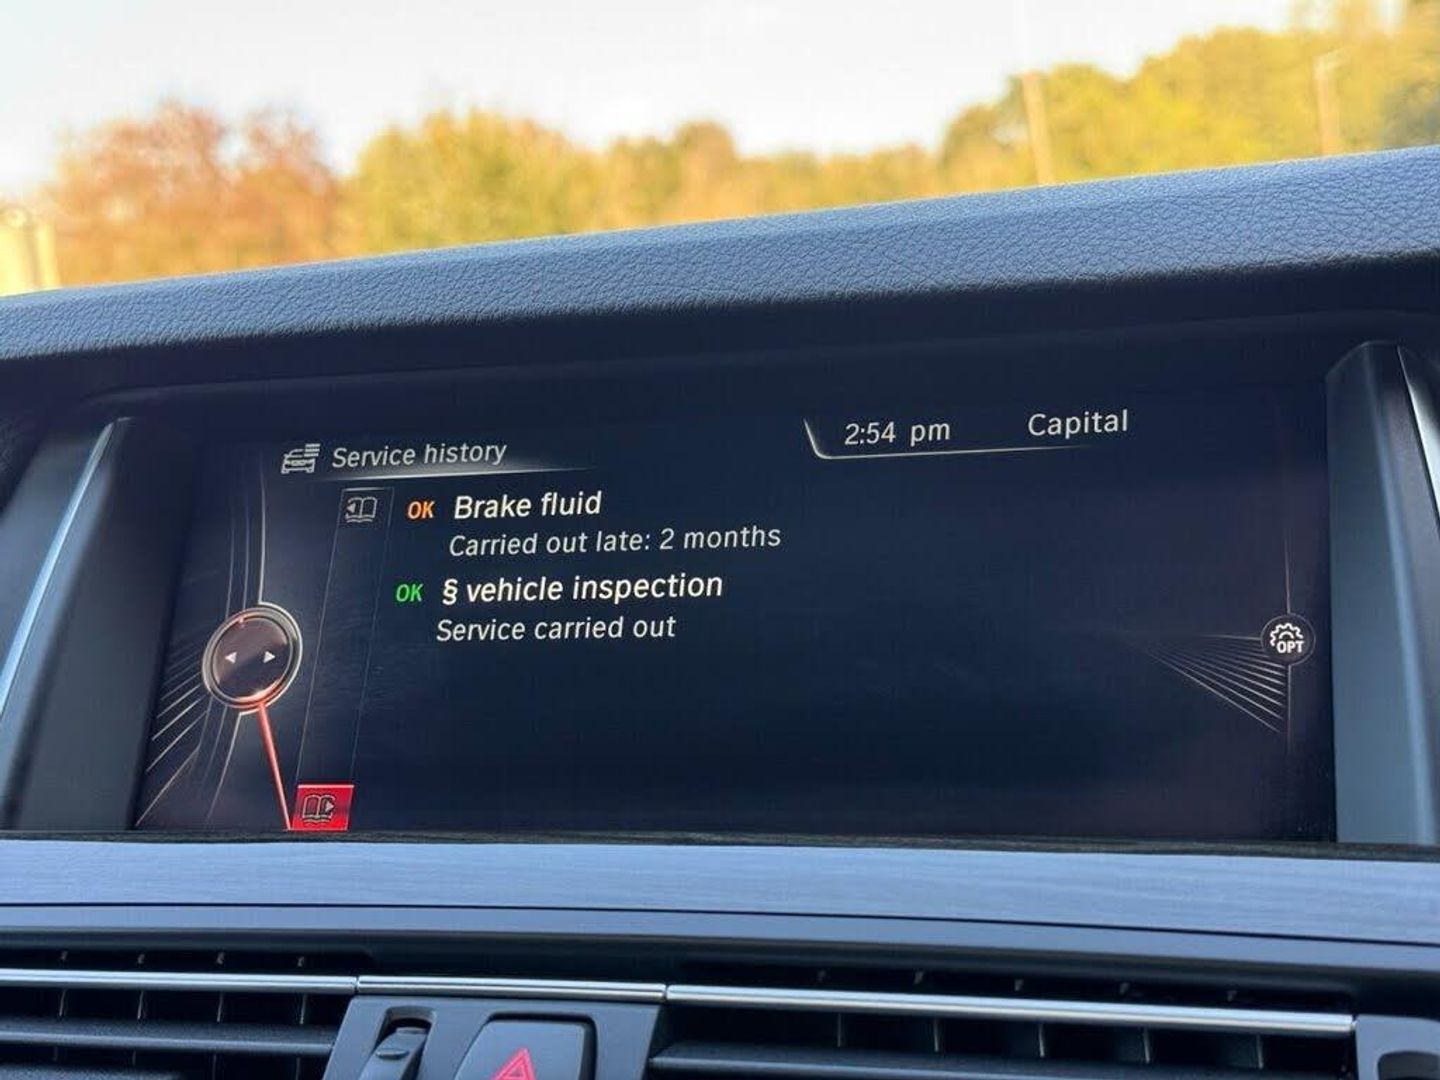 Service history
2:54 pm
Capital
OK Brake fluid
Carried out late: 2 months
OK § vehicle inspection
Service carried out
OPT